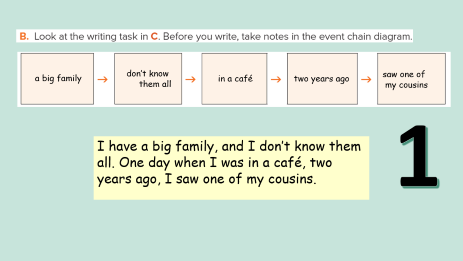 B. Look at the writing task in C. Before you write, take notes in the event chain diagram.
a big family → don't know them all → in a café → two years ago → saw one of my cousins
I have a big family, and I don't know them
all. One day when I was in a café, two
years ago, I saw one of my cousins.
1